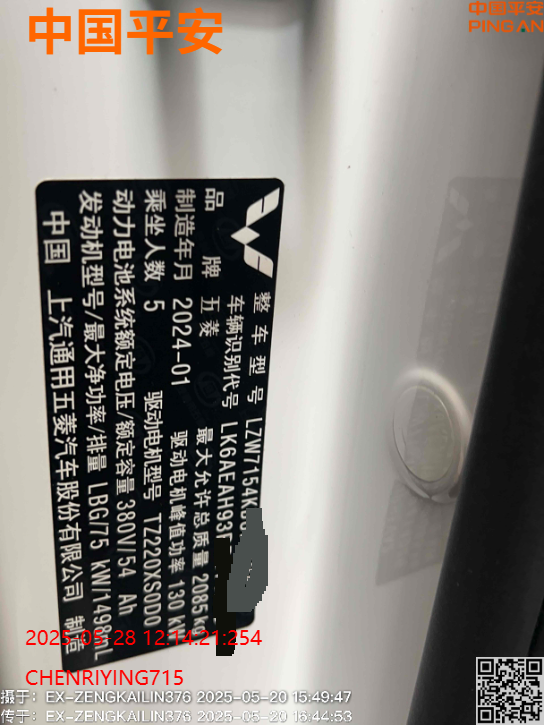 中国平安
中国平安
PING AN
整车型号 LZW7154K
车辆识别代号 LK6AEAH93
品牌 五菱
最大允许总质量 2085kg
制造年月 2024-01
驱动电机峰值功率 130 kW
乘坐人数 5
驱动电机型号 TZ220XS0D0
动力电池系统额定电压/额定容量 380V/54 Ah
发动机型号/最大净功率/排量 LBG/75 kW/1498mL
中国 上汽通用五菱汽车股份有限公司 制造
2025-05-28 12:14:21:254
CHENRIYING715
摄于: EX-ZENGKAILIN376 2025-05-20 15:49:47
传于: EX-ZENGKAILIN376 2025-05-20 16:44:53